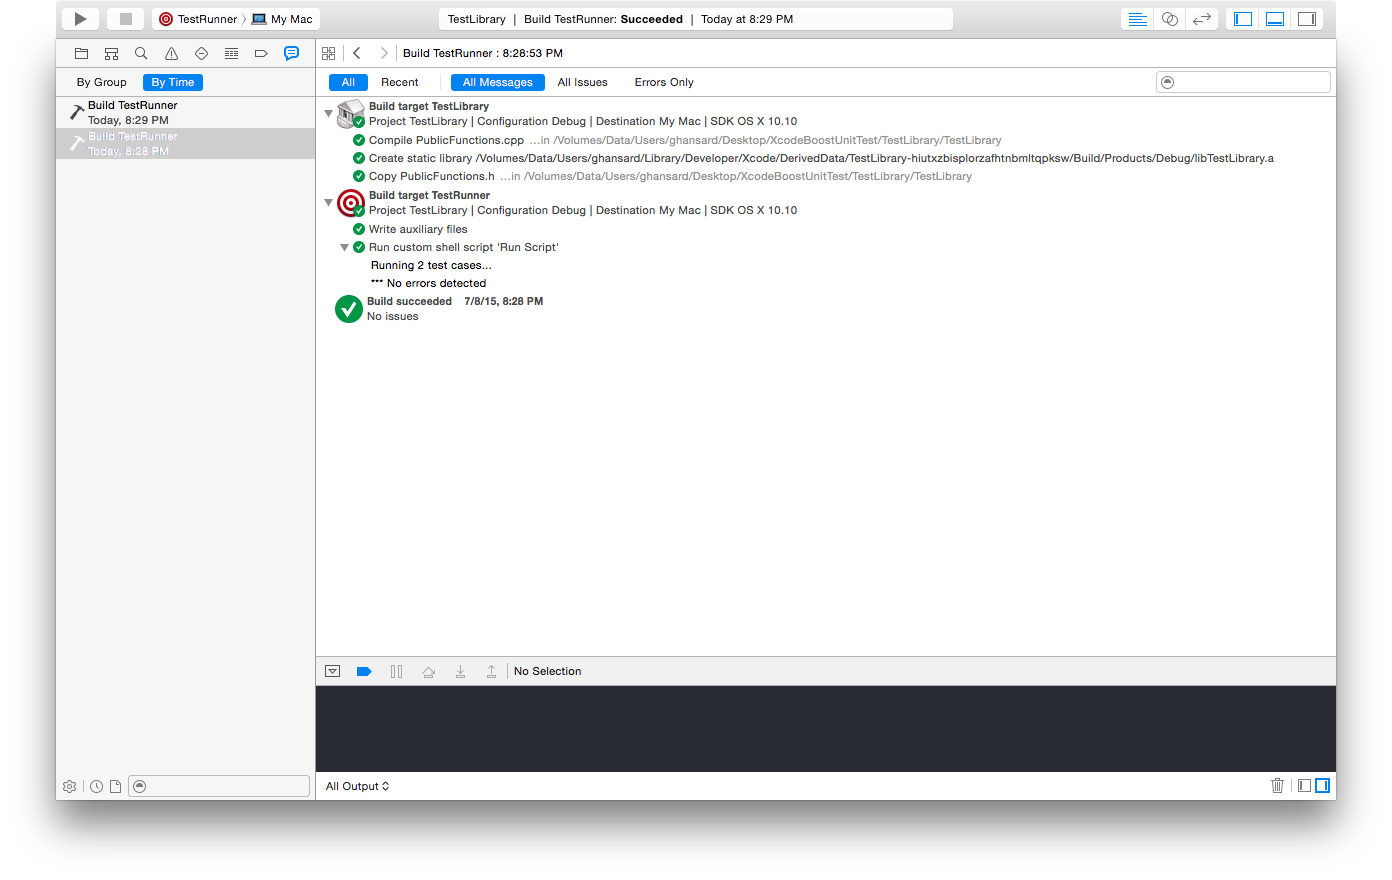 TestRunner 〉 My Mac
TestLibrary | Build TestRunner: Succeeded | Today at 8:29 PM
Build TestRunner : 8:28:53 PM
By Group By Time
All Recent All Messages All Issues Errors Only
Build TestRunner
Today, 8:29 PM
Build TestRunner
Today, 8:28 PM
Build target TestLibrary
Project TestLibrary | Configuration Debug | Destination My Mac | SDK OS X 10.10
Compile PublicFunctions.cpp ...in /Volumes/Data/Users/ghansard/Desktop/XcodeBoostUnitTest/TestLibrary/TestLibrary
Create static library /Volumes/Data/Users/ghansard/Library/Developer/Xcode/DerivedData/TestLibrary-hiutxzbisplorzafhtnbmltqpksw/Build/Products/Debug/libTestLibrary.a
Copy PublicFunctions.h ...in /Volumes/Data/Users/ghansard/Desktop/XcodeBoostUnitTest/TestLibrary/TestLibrary
Build target TestRunner
Project TestLibrary | Configuration Debug | Destination My Mac | SDK OS X 10.10
Write auxiliary files
Run custom shell script 'Run Script'
Running 2 test cases...
*** No errors detected
Build succeeded 7/8/15, 8:28 PM
No issues
No Selection
All Output